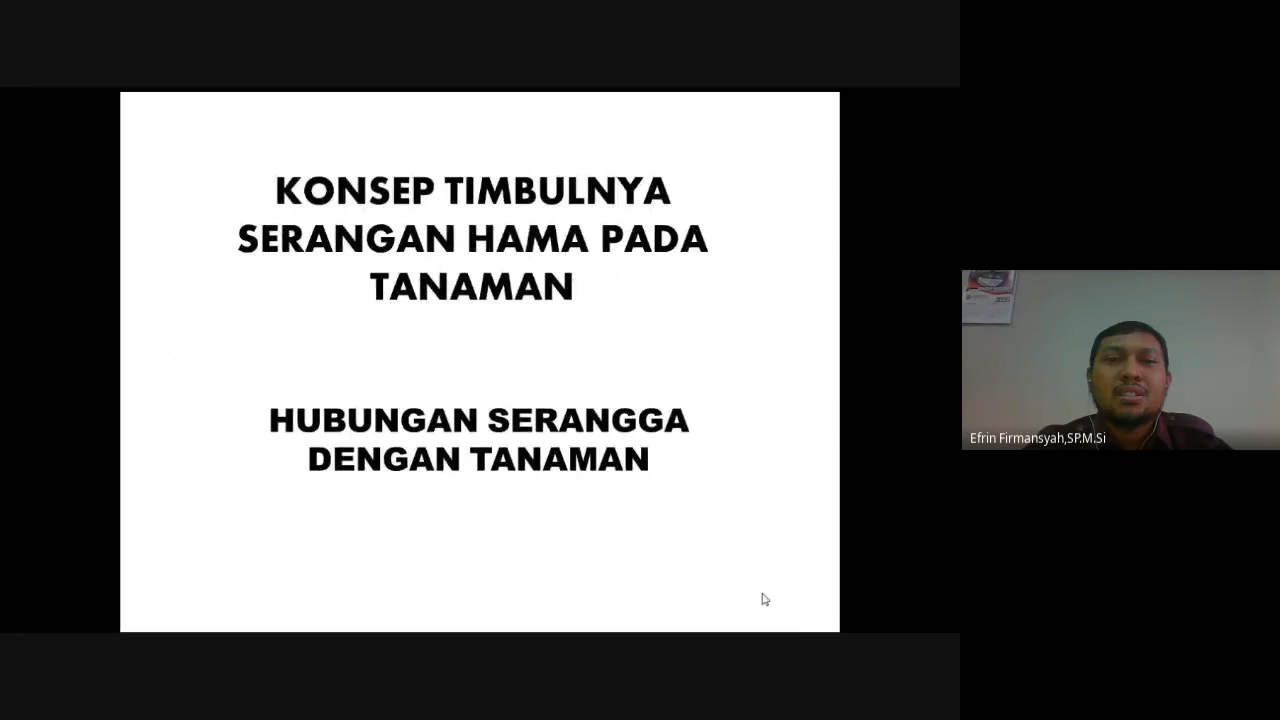 KONSEP TIMBULNYA
SERANGAN HAMA PADA
TANAMAN
HUBUNGAN SERANGGA
DENGAN TANAMAN
Efrin Firmansyah,SP.M.Si